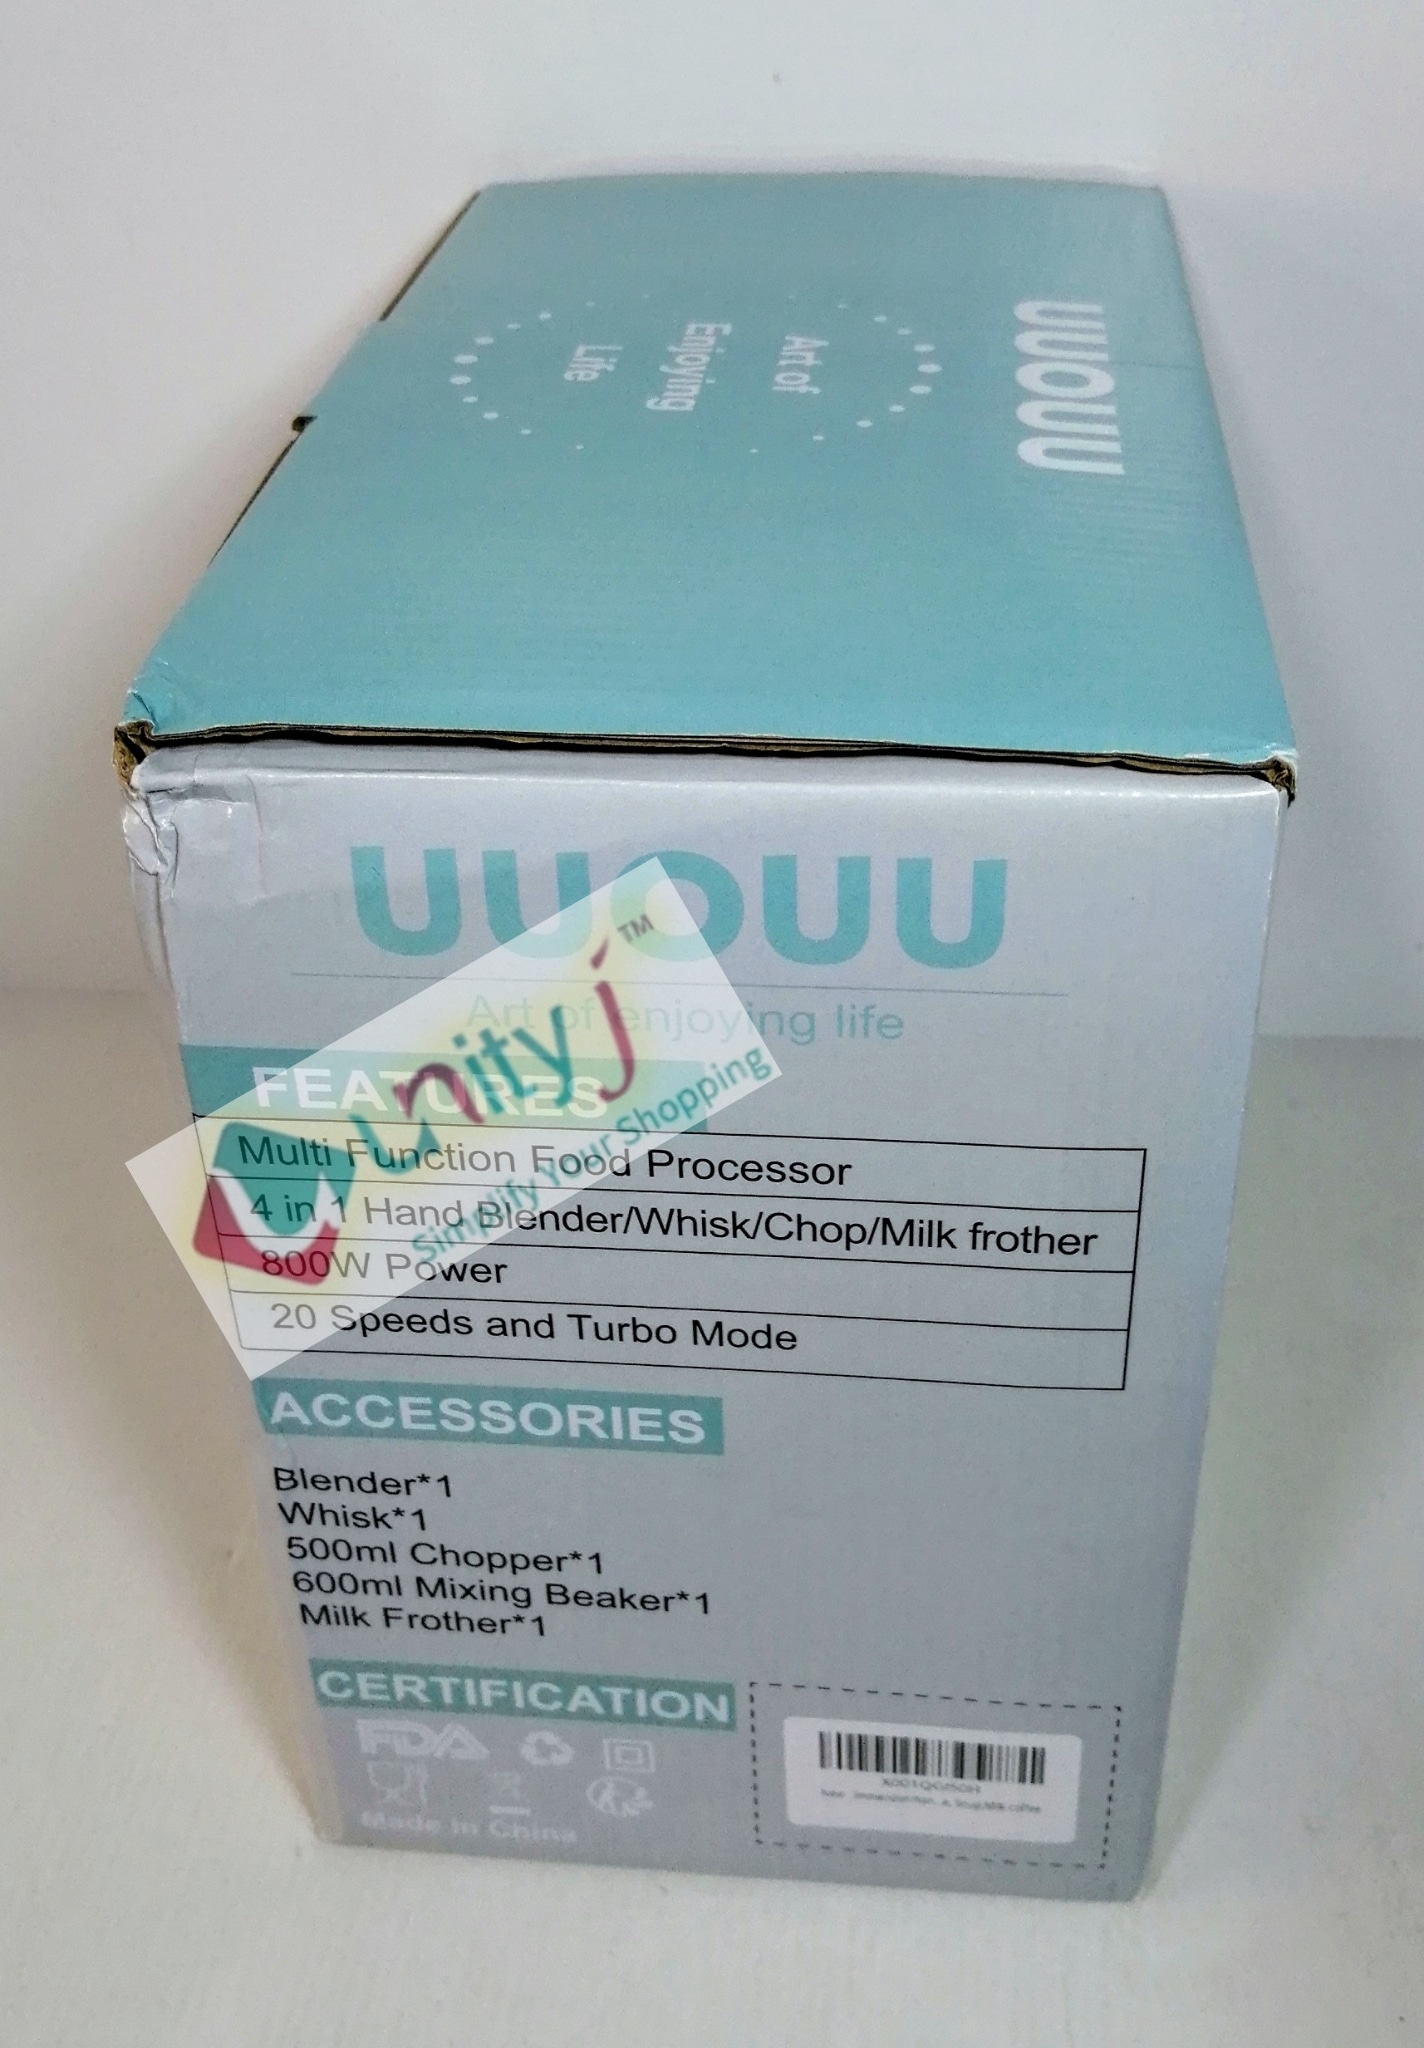 UUOUU
Art of
Enjoying
Life
UUOUU
Art of enjoying life
unityj™
Simplify Your Shopping
FEATURES
Multi Function Food Processor
4 in 1 Hand Blender/Whisk/Chop/Milk frother
800W Power
20 Speeds and Turbo Mode
ACCESSORIES
Blender*1
Whisk*1
500ml Chopper*1
600ml Mixing Beaker*1
Milk Frother*1
CERTIFICATION
FDA
Made in China
New